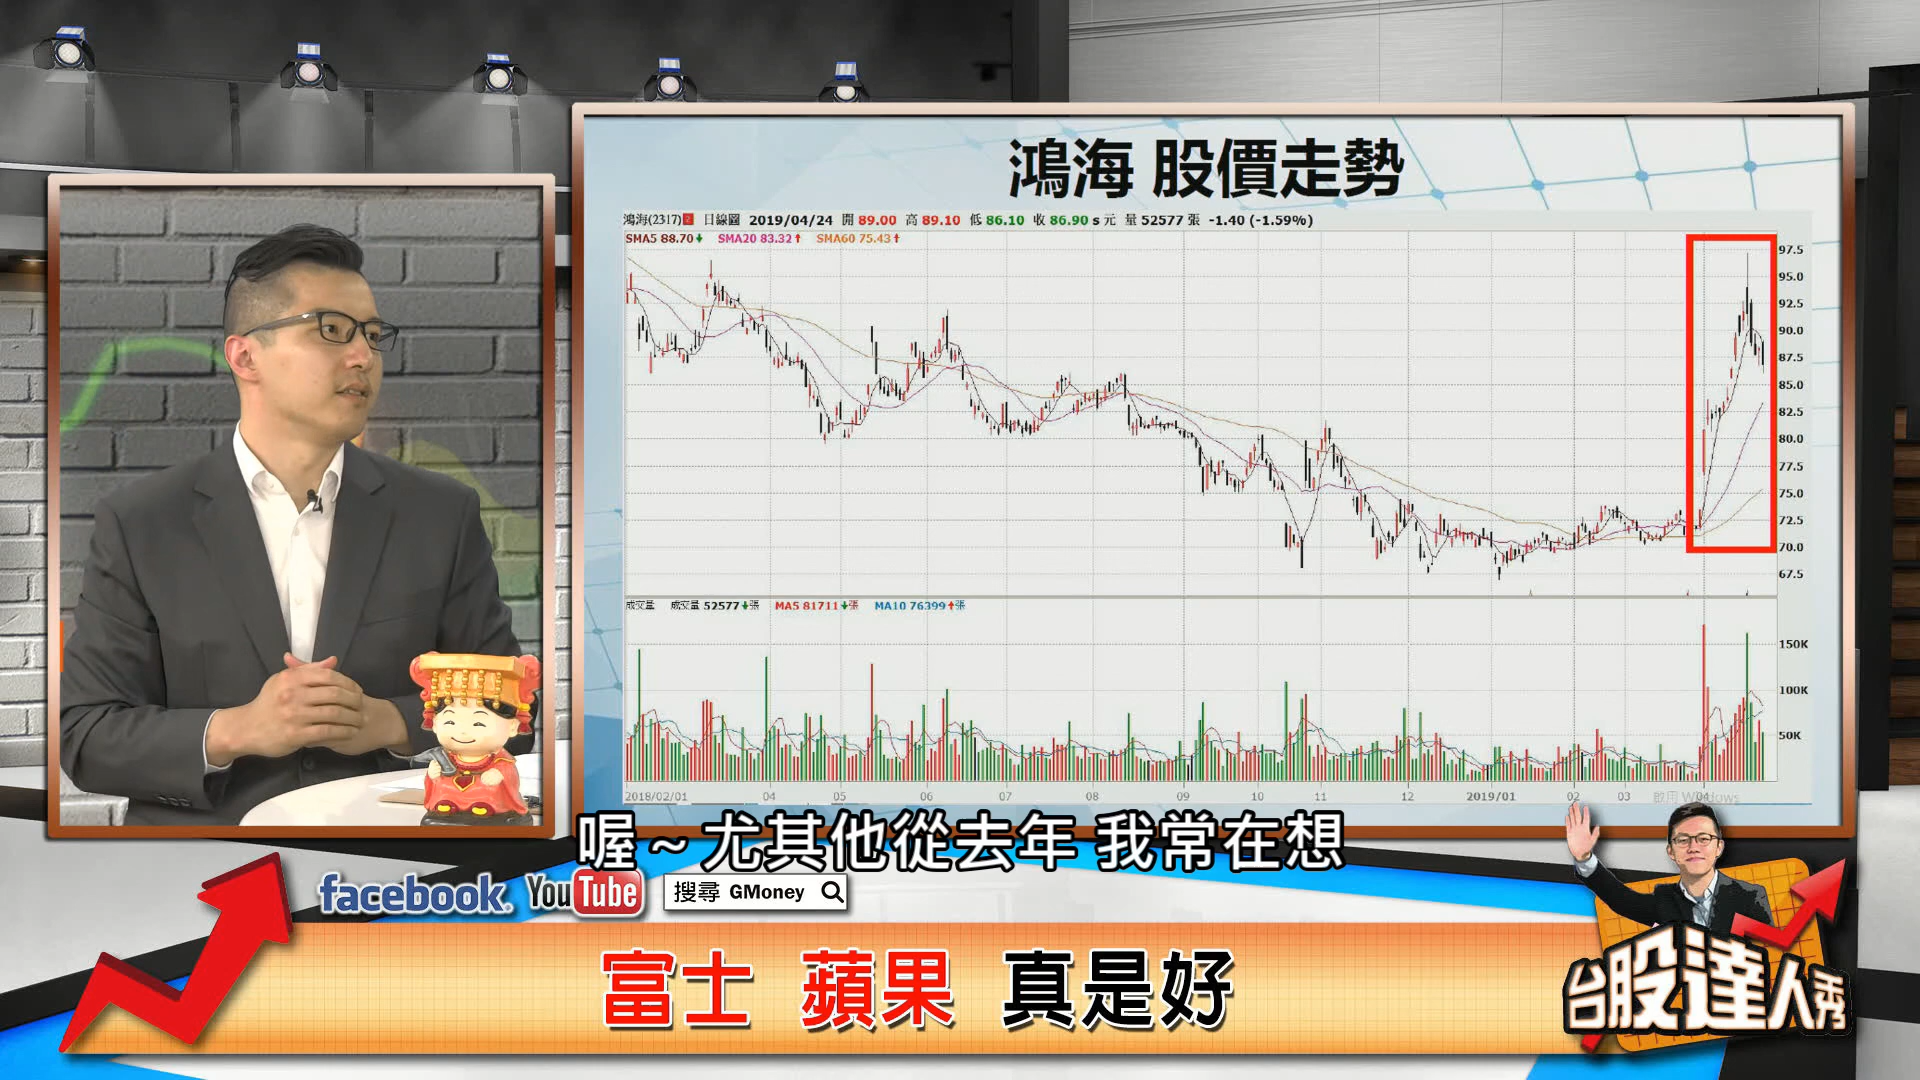 鴻海 股價走勢
鴻海(2317) 日線圖 2019/04/24 開 89.00 高 89.10 低 86.10 收 86.90 s 元 量 52577 張 -1.40 (-1.59%)
SMA5 88.70↓ SMA20 83.32↑ SMA60 75.43↑
97.5
95.0
92.5
90.0
87.5
85.0
82.5
80.0
77.5
75.0
72.5
70.0
67.5
成交量 成交量 52577↓張 MA5 81711↓張 MA10 76399↑張
150K
100K
50K
2018/02/01 04 05 06 07 08 09 10 11 12 2019/01 02 03 04
啟用 Windows
喔～尤其他從去年 我常在想
facebook YouTube 搜尋 GMoney
富士 蘋果 真是好
台股達人秀